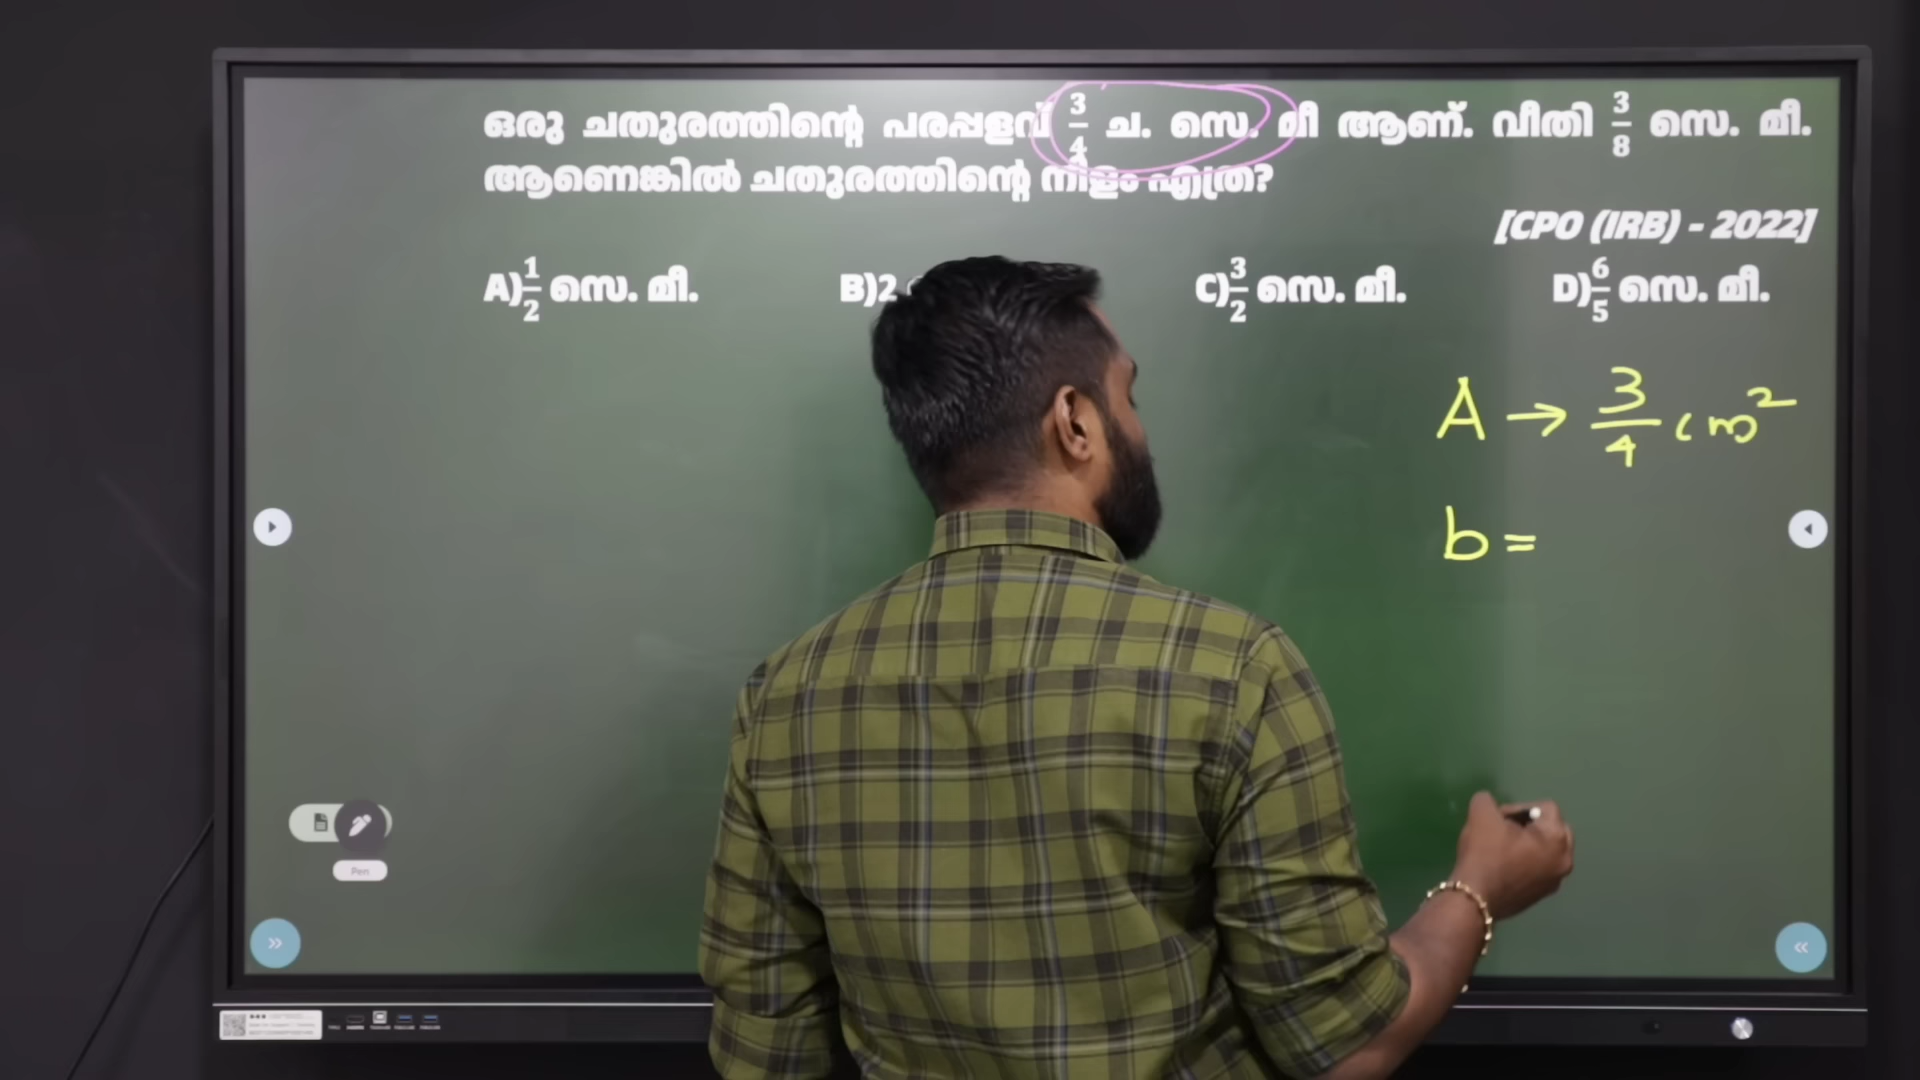 ഒരു ചതുരത്തിന്റെ പരപ്പളവ് 3/4 ച. സെ. മീ ആണ്. വീതി 3/8 സെ. മീ.
ആണെങ്കിൽ ചതുരത്തിന്റെ നീളം എത്ര?
[CPO (IRB) - 2022]
A) 1/2 സെ. മീ. B) 2 C) 3/2 സെ. മീ. D) 6/5 സെ. മീ.
A → 3/4 cm²
b =
Pen